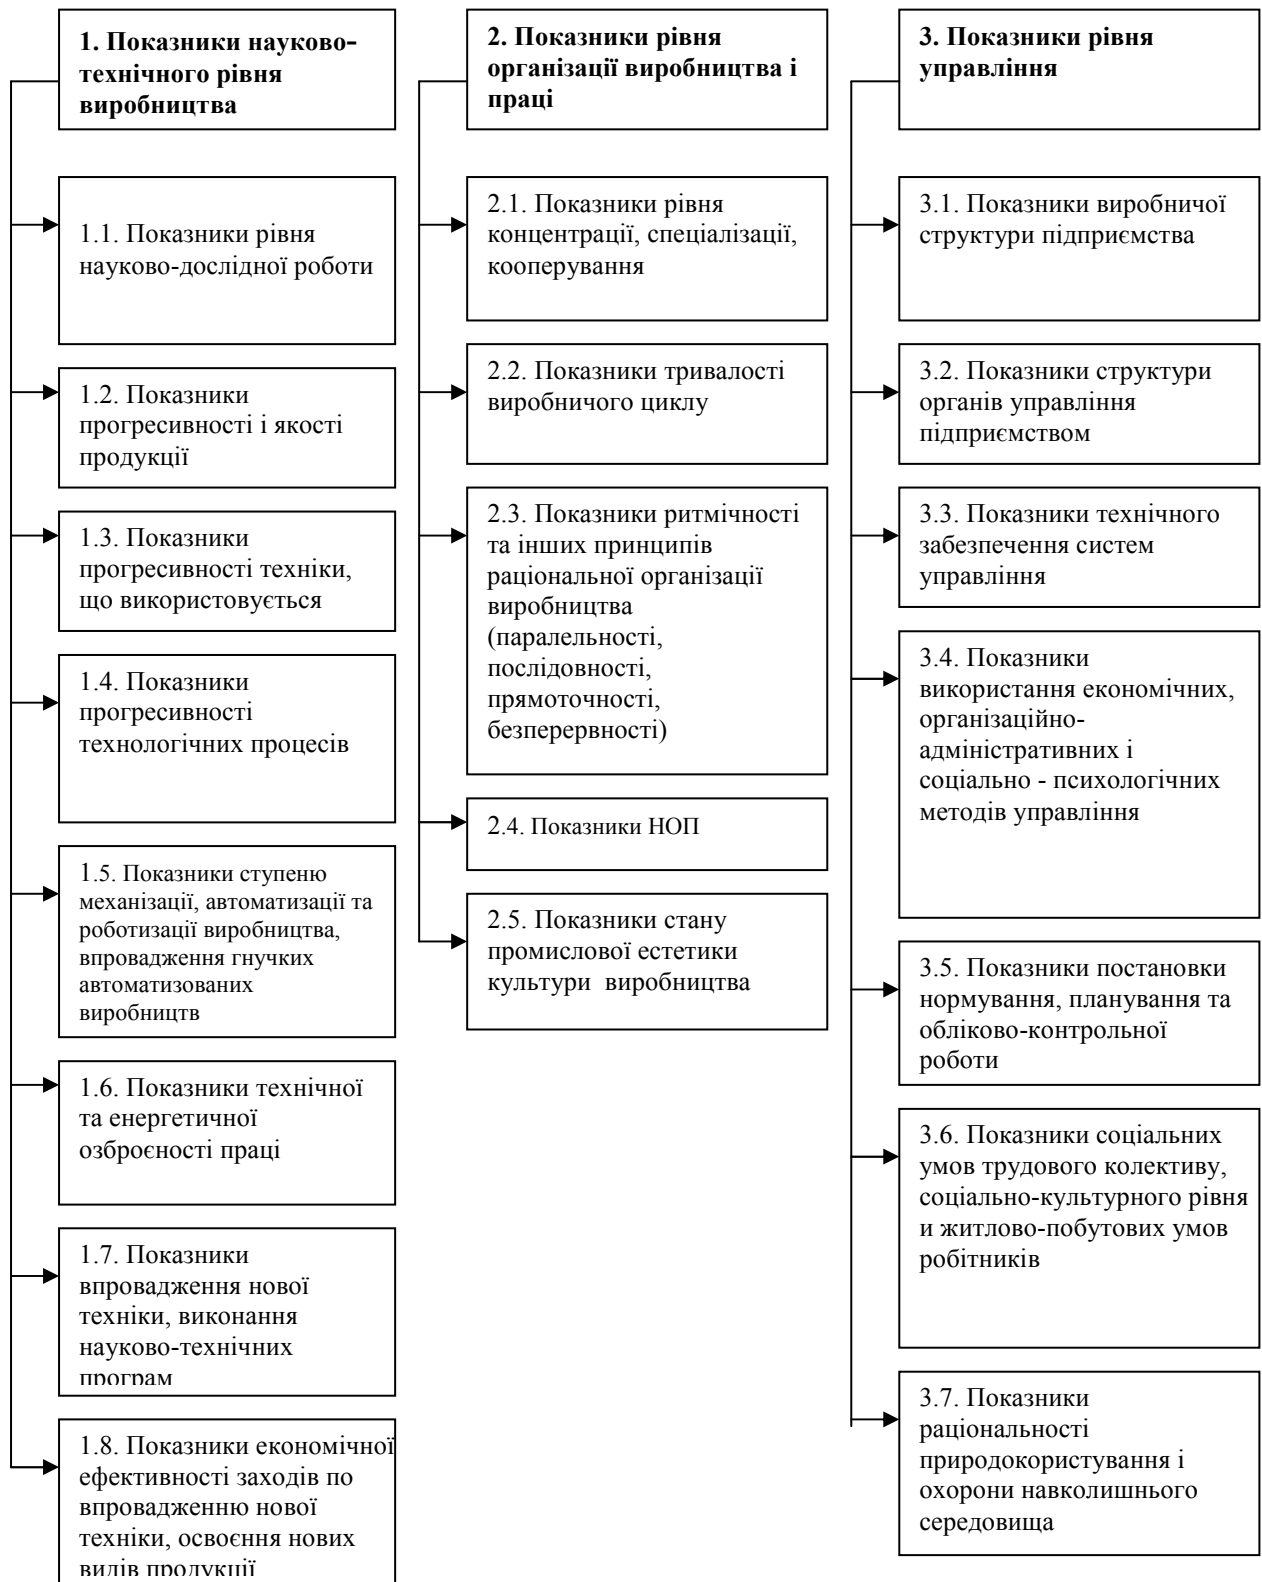 1. Показники науково-
технічного рівня
виробництва
1.1. Показники рівня
науково-дослідної роботи
1.2. Показники
прогресивності і якості
продукції
1.3. Показники
прогресивності техніки,
що використовується
1.4. Показники
прогресивності
технологічних процесів
1.5. Показники ступеню
механізації, автоматизації та
роботизації виробництва,
впровадження гнучких
автоматизованих
виробництв
1.6. Показники технічної
та енергетичної
озброєності праці
1.7. Показники
впровадження нової
техніки, виконання
науково-технічних
програм
1.8. Показники економічної
ефективності заходів по
впровадженню нової
техніки, освоєння нових
видів продукції
2. Показники рівня
організації виробництва і
праці
2.1. Показники рівня
концентрації, спеціалізації,
кооперування
2.2. Показники тривалості
виробничого циклу
2.3. Показники ритмічності
та інших принципів
раціональної організації
виробництва
(паралельності,
послідовності,
прямоточності,
безперервності)
2.4. Показники НОП
2.5. Показники стану
промислової естетики
культури виробництва
3. Показники рівня
управління
3.1. Показники виробничої
структури підприємства
3.2. Показники структури
органів управління
підприємством
3.3. Показники технічного
забезпечення систем
управління
3.4. Показники
використання економічних,
організаційно-
адміністративних і
соціально - психологічних
методів управління
3.5. Показники постановки
нормування, планування та
обліково-контрольної
роботи
3.6. Показники соціальних
умов трудового колективу,
соціально-культурного рівня
и житлово-побутових умов
робітників
3.7. Показники
раціональності
природокористування і
охорони навколишнього
середовища